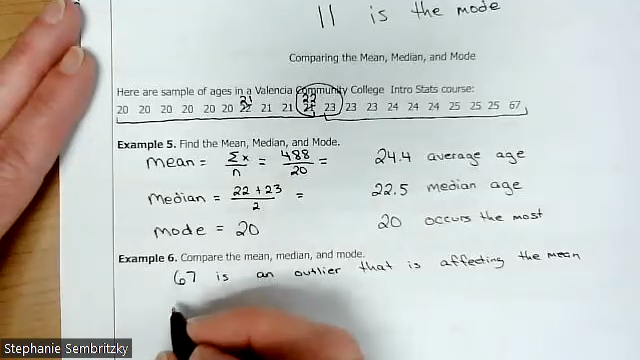 11 is the mode
Comparing the Mean, Median, and Mode
Here are sample of ages in a Valencia Community College Intro Stats course:
21 22
20 20 20 20 20 20 22 21 21 23 23 23 24 24 24 25 25 25 67
Example 5. Find the Mean, Median, and Mode.
mean = Σx/n = 488/20 = 24.4 average age
median = 22 + 23/2 = 22.5 median age
mode = 20 20 occurs the most
Example 6. Compare the mean, median, and mode.
67 is an outlier that is affecting the mean
Stephanie Sembritzky